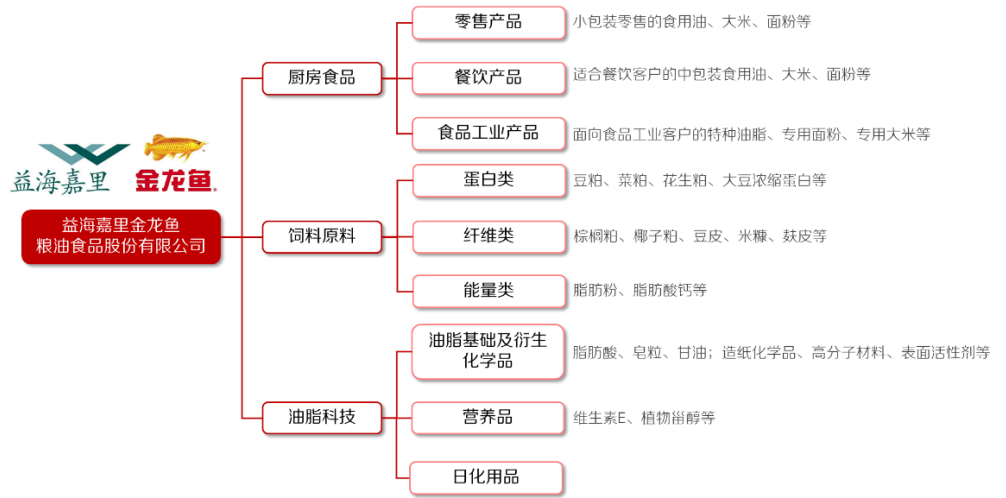 益海嘉里
金龙鱼
益海嘉里金龙鱼
粮油食品股份有限公司
厨房食品
零售产品
小包装零售的食用油、大米、面粉等
餐饮产品
适合餐饮客户的中包装食用油、大米、面粉等
食品工业产品
面向食品工业客户的特种油脂、专用面粉、专用大米等
饲料原料
蛋白类
豆粕、菜粕、花生粕、大豆浓缩蛋白等
纤维类
棕榈粕、椰子粕、豆皮、米糠、麸皮等
能量类
脂肪粉、脂肪酸钙等
油脂科技
油脂基础及衍生
化学品
脂肪酸、皂粒、甘油；造纸化学品、高分子材料、表面活性剂等
营养品
维生素E、植物甾醇等
日化用品